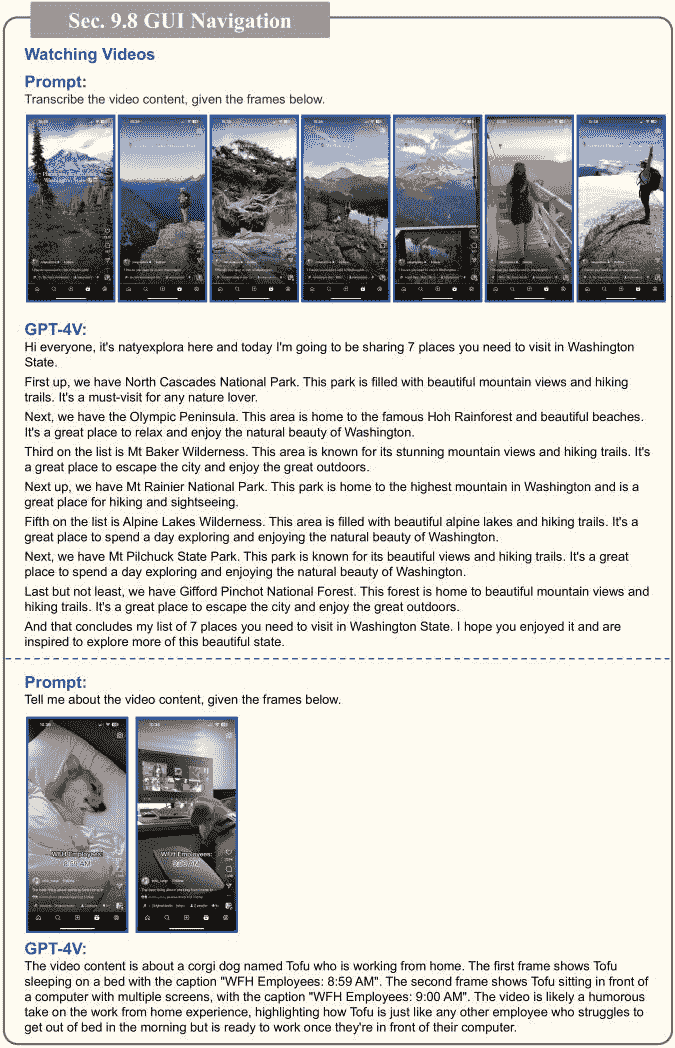 Sec. 9.8 GUI Navigation
Watching Videos
Prompt:
Transcribe the video content, given the frames below.
GPT-4V:
Hi everyone, it's natyexplora here and today I'm going to be sharing 7 places you need to visit in Washington
State.
First up, we have North Cascades National Park. This park is filled with beautiful mountain views and hiking
trails. It's a must-visit for any nature lover.
Next, we have the Olympic Peninsula. This area is home to the famous Hoh Rainforest and beautiful beaches.
It's a great place to relax and enjoy the natural beauty of Washington.
Third on the list is Mt Baker Wilderness. This area is known for its stunning mountain views and hiking trails. It's
a great place to escape the city and enjoy the great outdoors.
Next up, we have Mt Rainier National Park. This park is home to the highest mountain in Washington and is a
great place for hiking and sightseeing.
Fifth on the list is Alpine Lakes Wilderness. This area is filled with beautiful alpine lakes and hiking trails. It's a
great place to spend a day exploring and enjoying the natural beauty of Washington.
Next, we have Mt Pilchuck State Park. This park is known for its beautiful views and hiking trails. It's a great
place to spend a day exploring and enjoying the natural beauty of Washington.
Last but not least, we have Gifford Pinchot National Forest. This forest is home to beautiful mountain views and
hiking trails. It's a great place to escape the city and enjoy the great outdoors.
And that concludes my list of 7 places you need to visit in Washington State. I hope you enjoyed it and are
inspired to explore more of this beautiful state.
Prompt:
Tell me about the video content, given the frames below.
WFH Employees:
WFH Employees:
GPT-4V:
The video content is about a corgi dog named Tofu who is working from home. The first frame shows Tofu
sleeping on a bed with the caption "WFH Employees: 8:59 AM". The second frame shows Tofu sitting in front of
a computer with multiple screens, with the caption "WFH Employees: 9:00 AM". The video is likely a humorous
take on the work from home experience, highlighting how Tofu is just like any other employee who struggles to
get out of bed in the morning but is ready to work once they're in front of their computer.